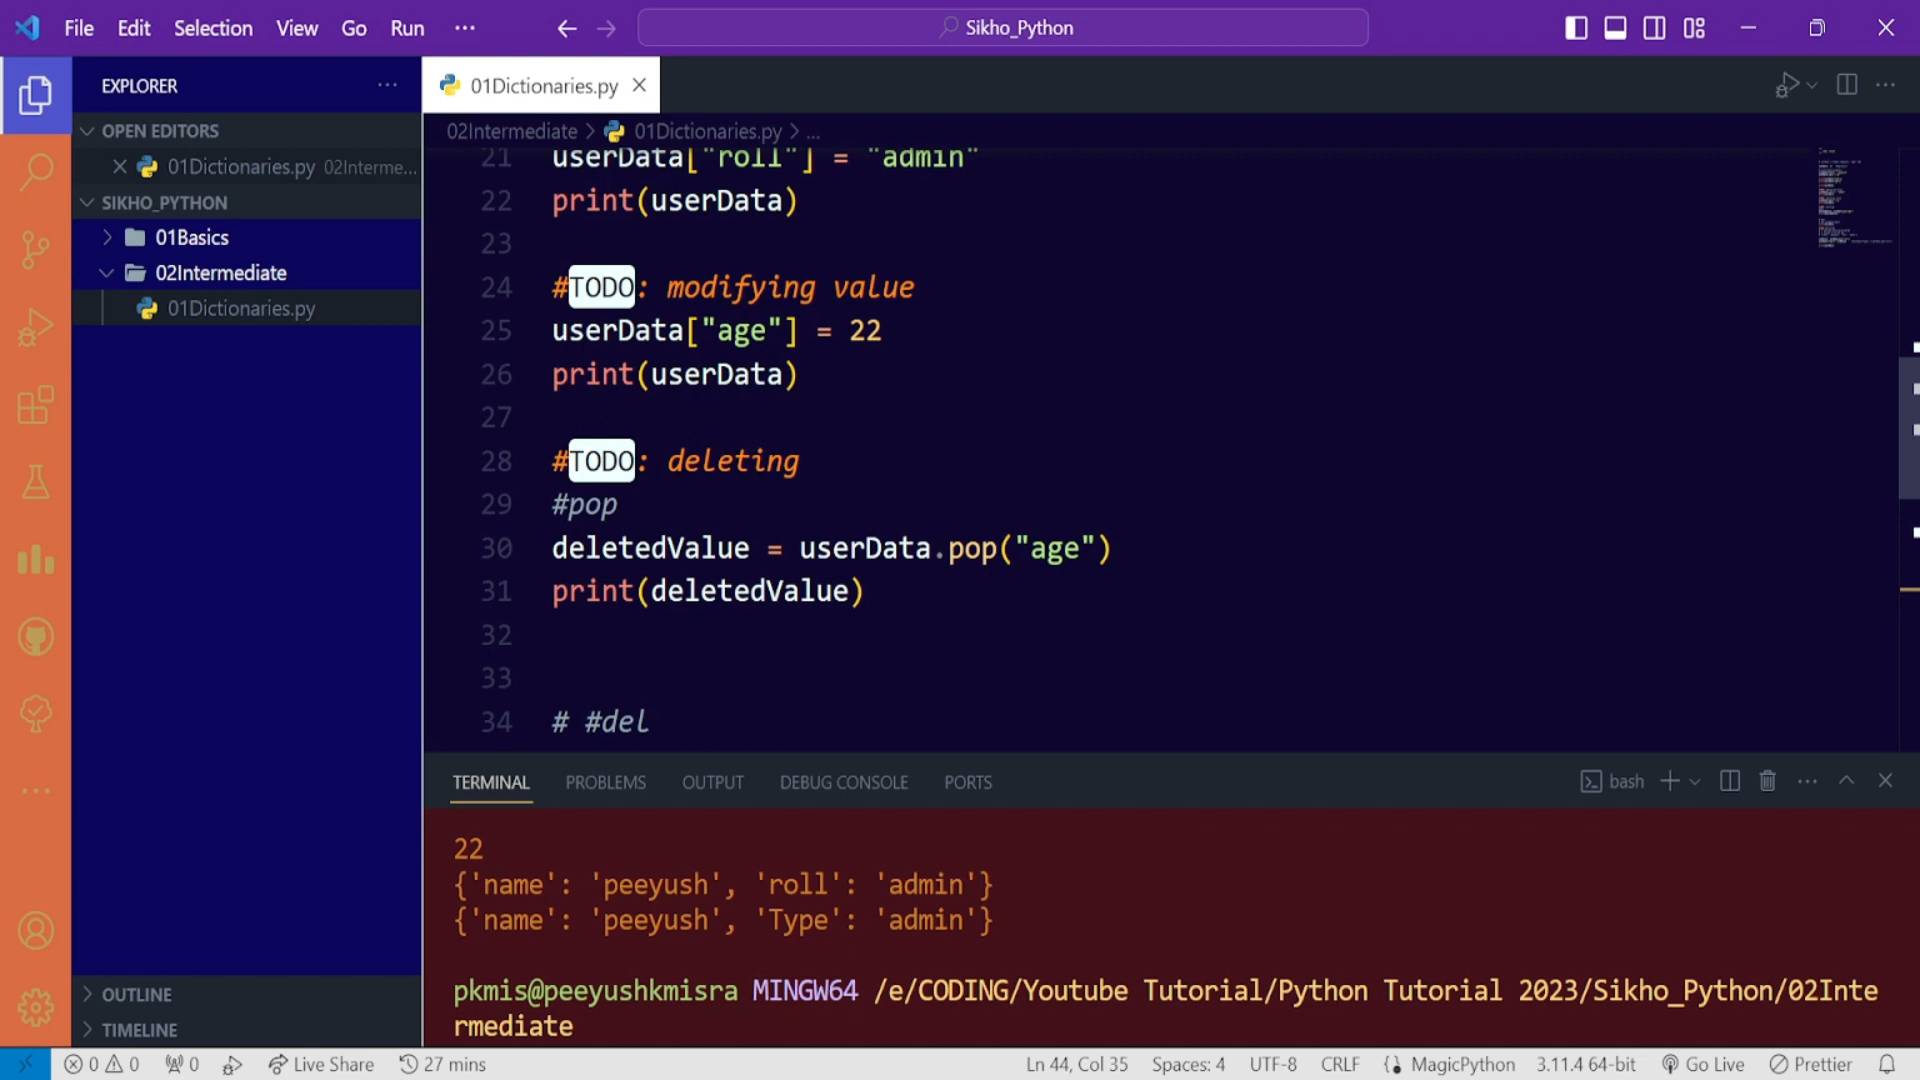 File Edit Selection View Go Run ··· Sikho_Python
EXPLORER ···
OPEN EDITORS
01Dictionaries.py 02Interme...
SIKHO_PYTHON
01Basics
02Intermediate
01Dictionaries.py
OUTLINE
TIMELINE
01Dictionaries.py
02Intermediate > 01Dictionaries.py > ...
21 userData["roll"] = "admin"
22 print(userData)
23
24 #TODO: modifying value
25 userData["age"] = 22
26 print(userData)
27
28 #TODO: deleting
29 #pop
30 deletedValue = userData.pop("age")
31 print(deletedValue)
32
33
34 # #del
TERMINAL PROBLEMS OUTPUT DEBUG CONSOLE PORTS bash
22
{'name': 'peeyush', 'roll': 'admin'}
{'name': 'peeyush', 'Type': 'admin'}
pkmis@peeyushkmisra MINGW64 /e/CODING/Youtube Tutorial/Python Tutorial 2023/Sikho_Python/02Inte
rmediate
0 0 0 Live Share 27 mins Ln 44, Col 35 Spaces: 4 UTF-8 CRLF MagicPython 3.11.4 64-bit Go Live Prettier